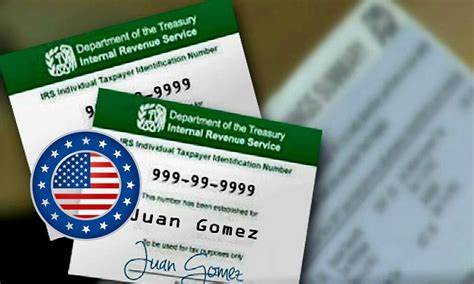 Department of the Treasury
Internal Revenue Service
IRS Individual Taxpayer Identification Number
99 9999
Department of the Treasury
Internal Revenue Service
IRS Individual Taxpayer Identification Number
999-99-9999
This number has been established for
Juan Gomez
To be used for tax purposes only
Juan Gomez